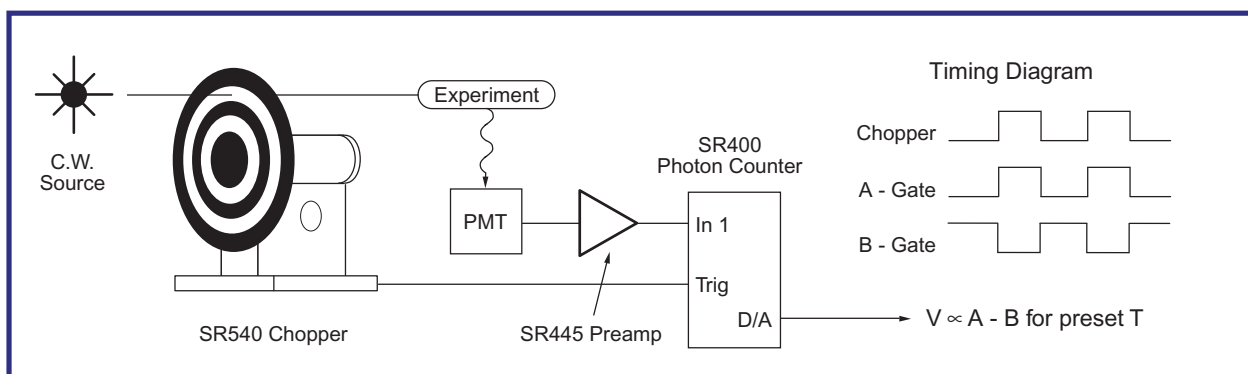 Timing Diagram
Experiment
Chopper
C.W.
Source
SR400
Photon Counter
A - Gate
PMT
In 1
B - Gate
Trig
D/A
V ∝ A - B for preset T
SR540 Chopper
SR445 Preamp